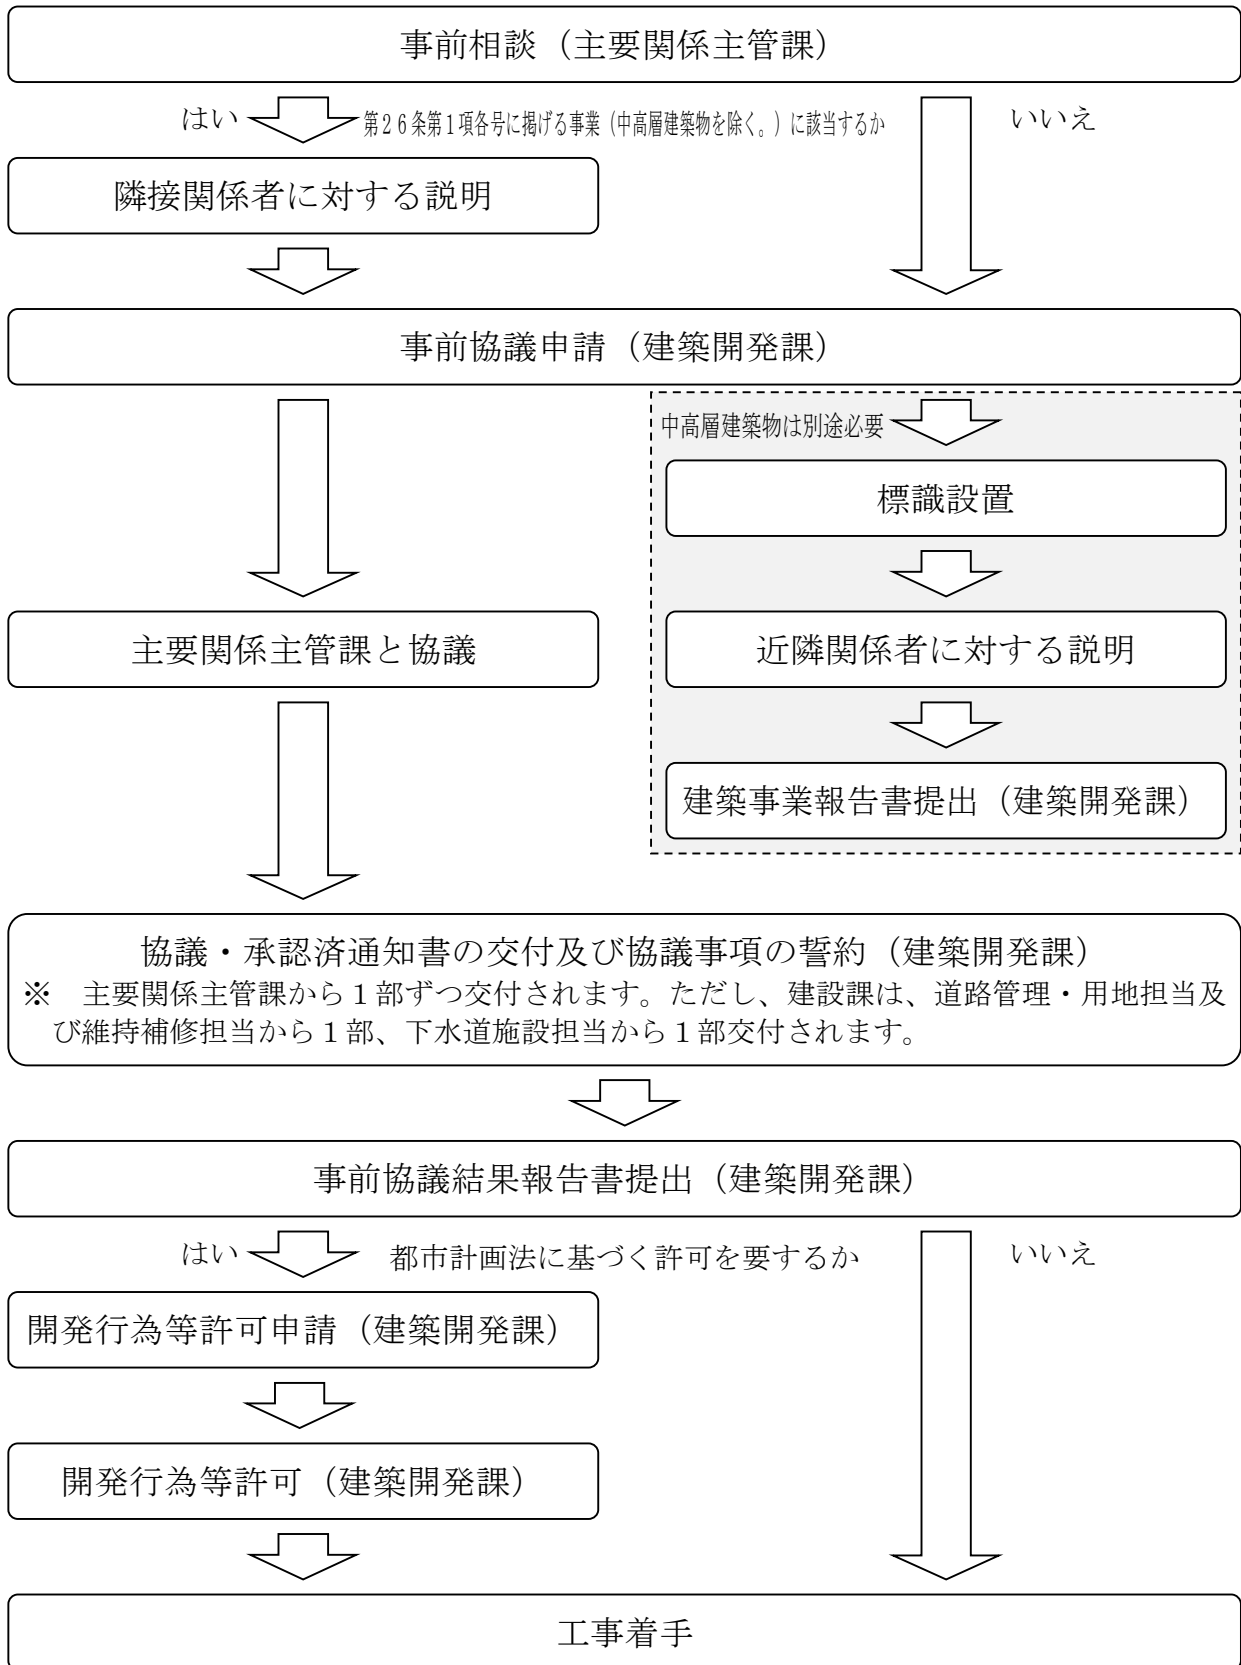 事前相談（主要関係主管課）
はい
第２６条第１項各号に掲げる事業（中高層建築物を除く。）に該当するか
いいえ
隣接関係者に対する説明
事前協議申請（建築開発課）
中高層建築物は別途必要
標識設置
主要関係主管課と協議
近隣関係者に対する説明
建築事業報告書提出（建築開発課）
協議・承認済通知書の交付及び協議事項の誓約（建築開発課）
※　主要関係主管課から１部ずつ交付されます。ただし、建設課は、道路管理・用地担当及
び維持補修担当から１部、下水道施設担当から１部交付されます。
事前協議結果報告書提出（建築開発課）
はい
都市計画法に基づく許可を要するか
いいえ
開発行為等許可申請（建築開発課）
開発行為等許可（建築開発課）
工事着手